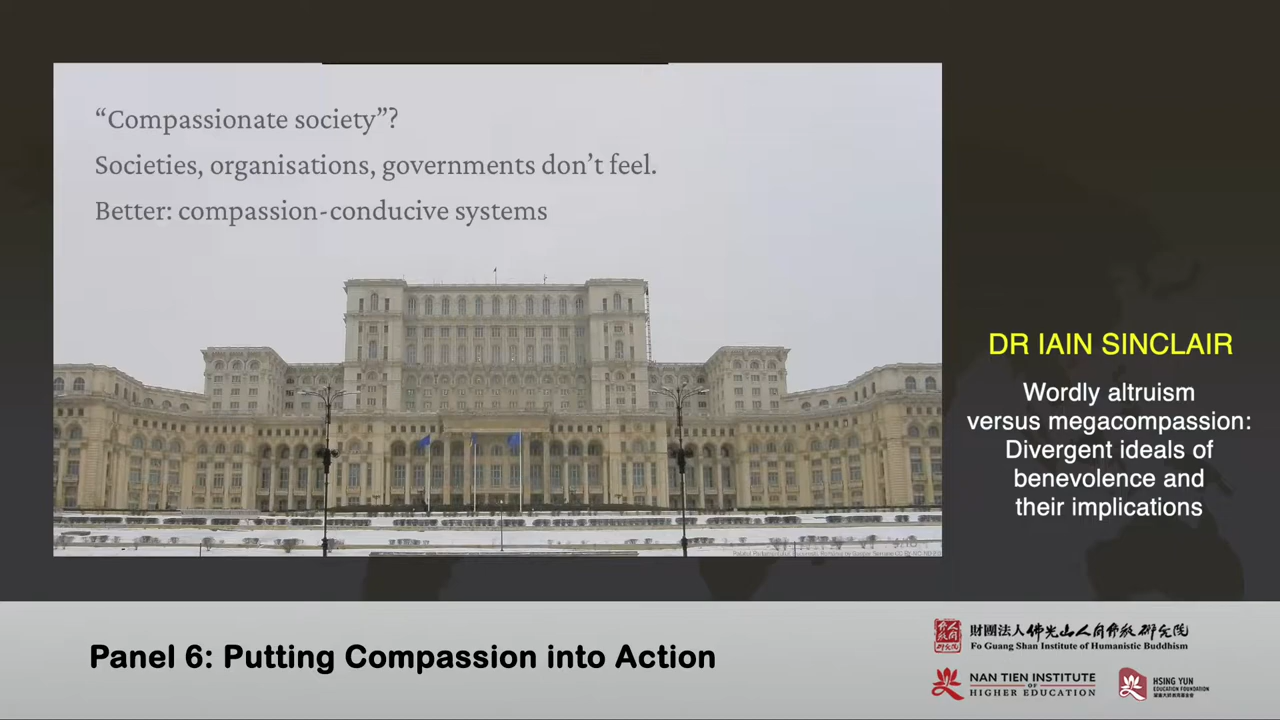 “Compassionate society”?
Societies, organisations, governments don’t feel.
Better: compassion-conducive systems
DR IAIN SINCLAIR
Wordly altruism
versus megacompassion:
Divergent ideals of
benevolence and
their implications
Panel 6: Putting Compassion into Action
財團法人佛光山人間佛教研究院
Fo Guang Shan Institute of Humanistic Buddhism
NAN TIEN INSTITUTE
OF
HIGHER EDUCATION
HSING YUN
EDUCATION FOUNDATION